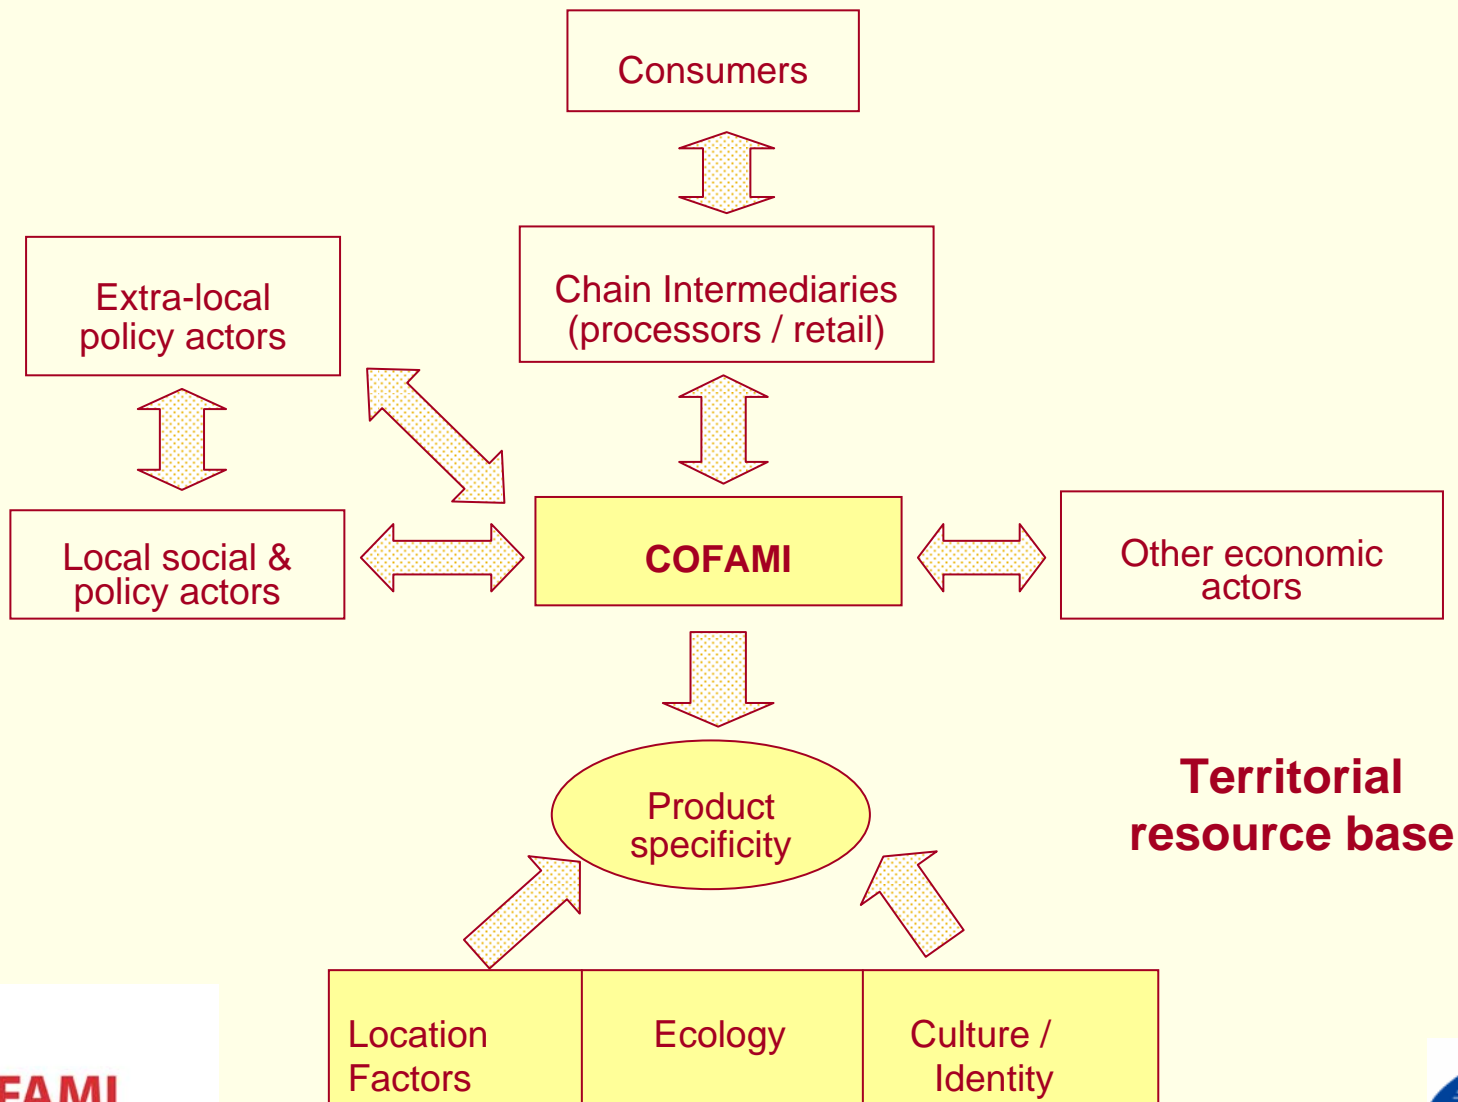 Consumers
Extra-local
policy actors
Chain Intermediaries
(processors / retail)
Local social &
policy actors
COFAMI
Other economic
actors
Product
specificity
Territorial
resource base
Location
Factors
Ecology
Culture /
Identity
FAMI